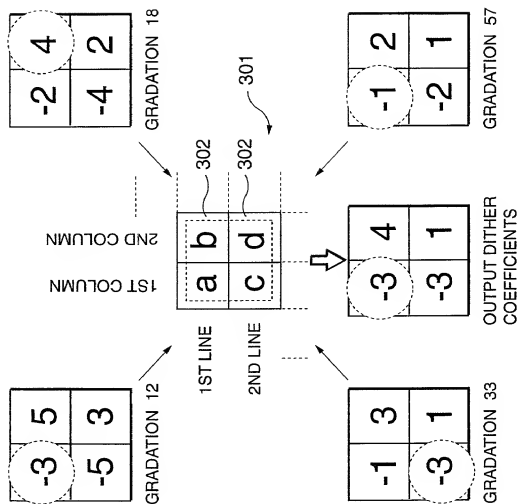 -3 5
-5 3
GRADATION 12
-2 4
-4 2
GRADATION 18
1ST COLUMN
2ND COLUMN
1ST LINE
a b
302
2ND LINE
c d
302
301
-1 3
-3 1
GRADATION 33
-3 4
-3 1
OUTPUT DITHER
COEFFICIENTS
-1 2
-2 1
GRADATION 57